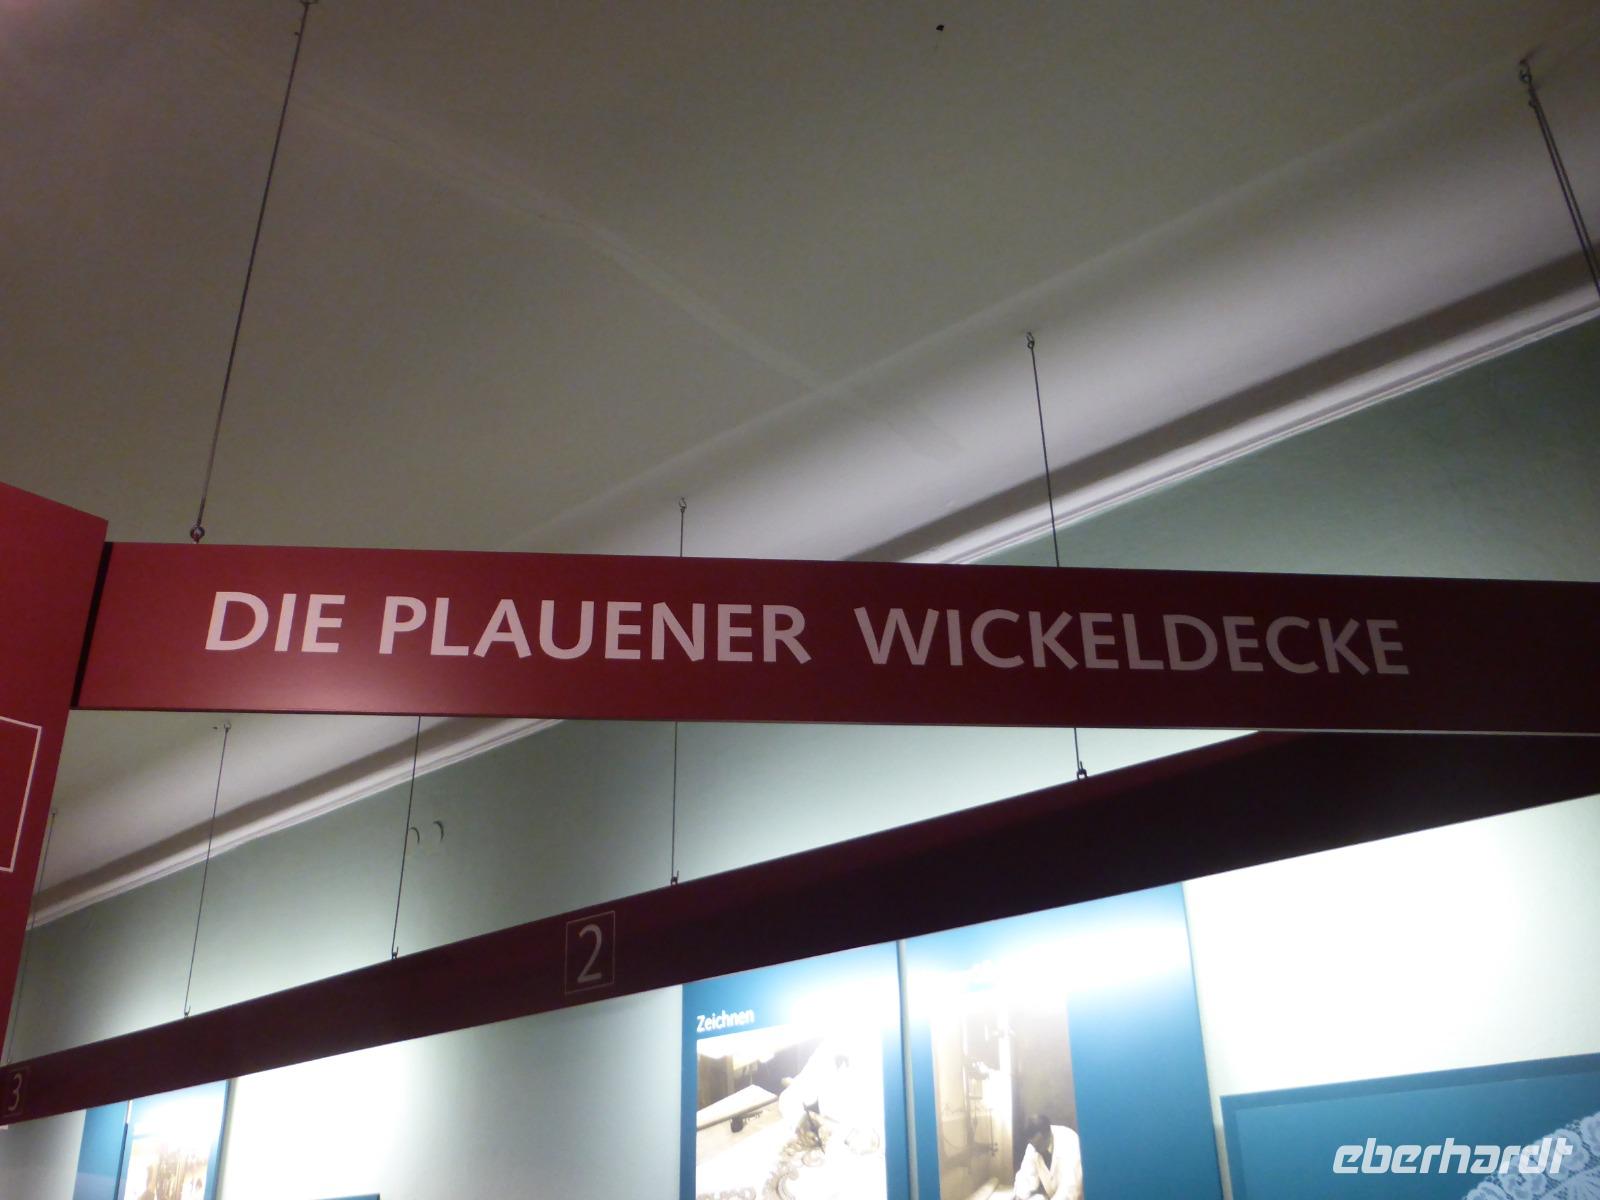 DIE PLAUENER WICKELDECKE
2
Zeichnen
3
eberhardt